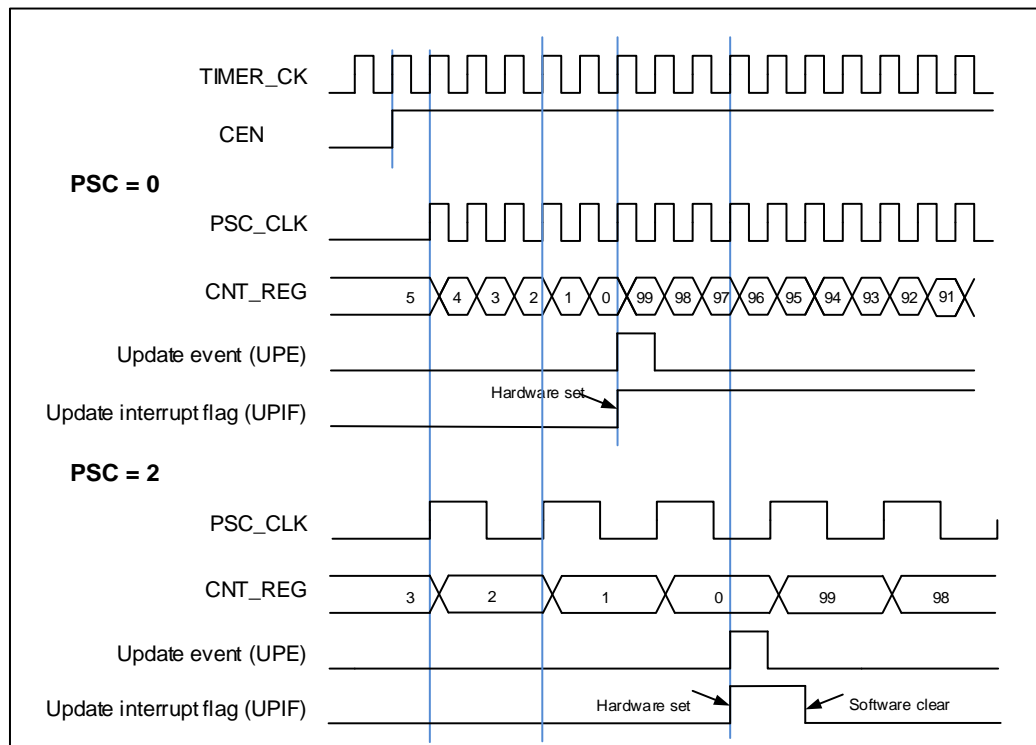 TIMER_CK
CEN
PSC = 0
PSC_CLK
CNT_REG 5 4 3 2 1 0 99 98 97 96 95 94 93 92 91
Update event (UPE)
Hardware set
Update interrupt flag (UPIF)
PSC = 2
PSC_CLK
CNT_REG 3 2 1 0 99 98
Update event (UPE)
Update interrupt flag (UPIF) Hardware set Software clear